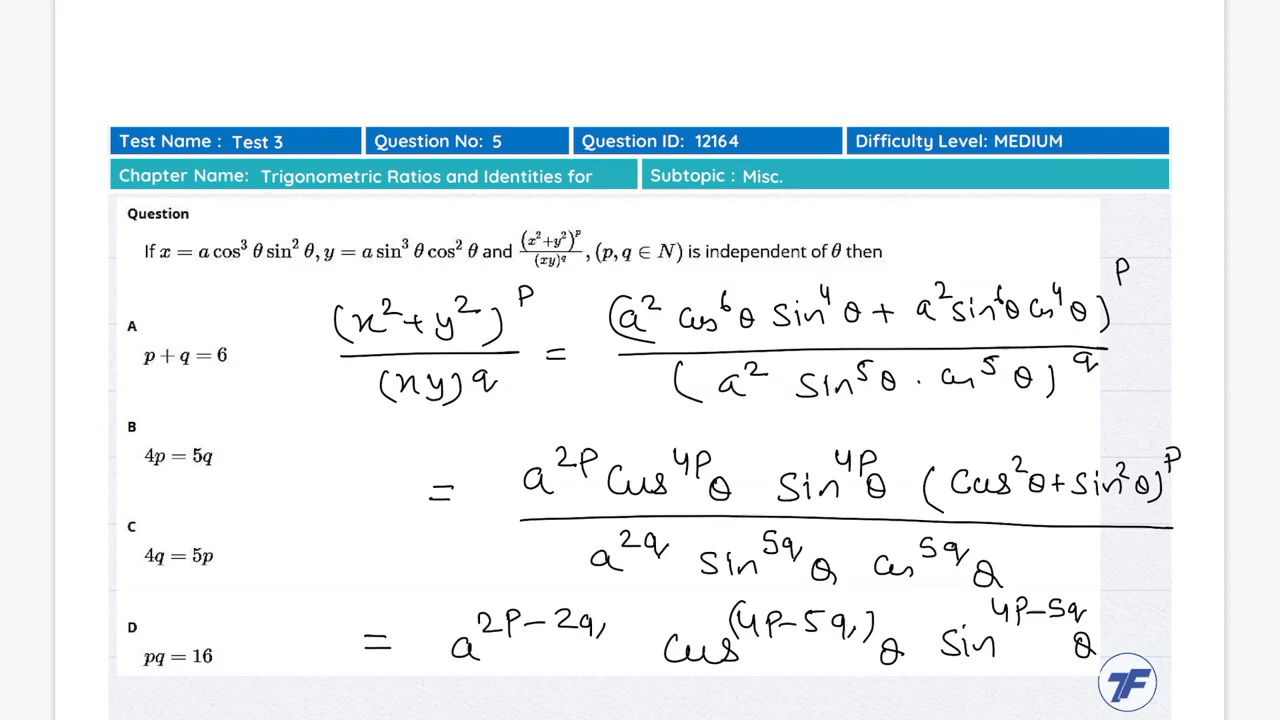 Test Name : Test 3 Question No: 5 Question ID: 12164 Difficulty Level: MEDIUM
Chapter Name: Trigonometric Ratios and Identities for Subtopic : Misc.
Question
If x = a cos³ θ sin² θ, y = a sin³ θ cos² θ and (x²+y²)^p / (xy)^q , (p, q ∈ N) is independent of θ then
A
p + q = 6
B
4p = 5q
C
4q = 5p
D
pq = 16
(x² + y²)^p / (xy)^q = (a² cos⁶ θ sin⁴ θ + a² sin⁶ θ cos⁴ θ)^p / (a² sin⁵ θ . cos⁵ θ)^q
= a^2p cos^4p θ sin^4p θ (cos² θ + sin² θ)^p / a^2q sin^5q θ cos^5q θ
= a^2p-2q cos^(4p-5q) θ sin^4p-5q θ
7F